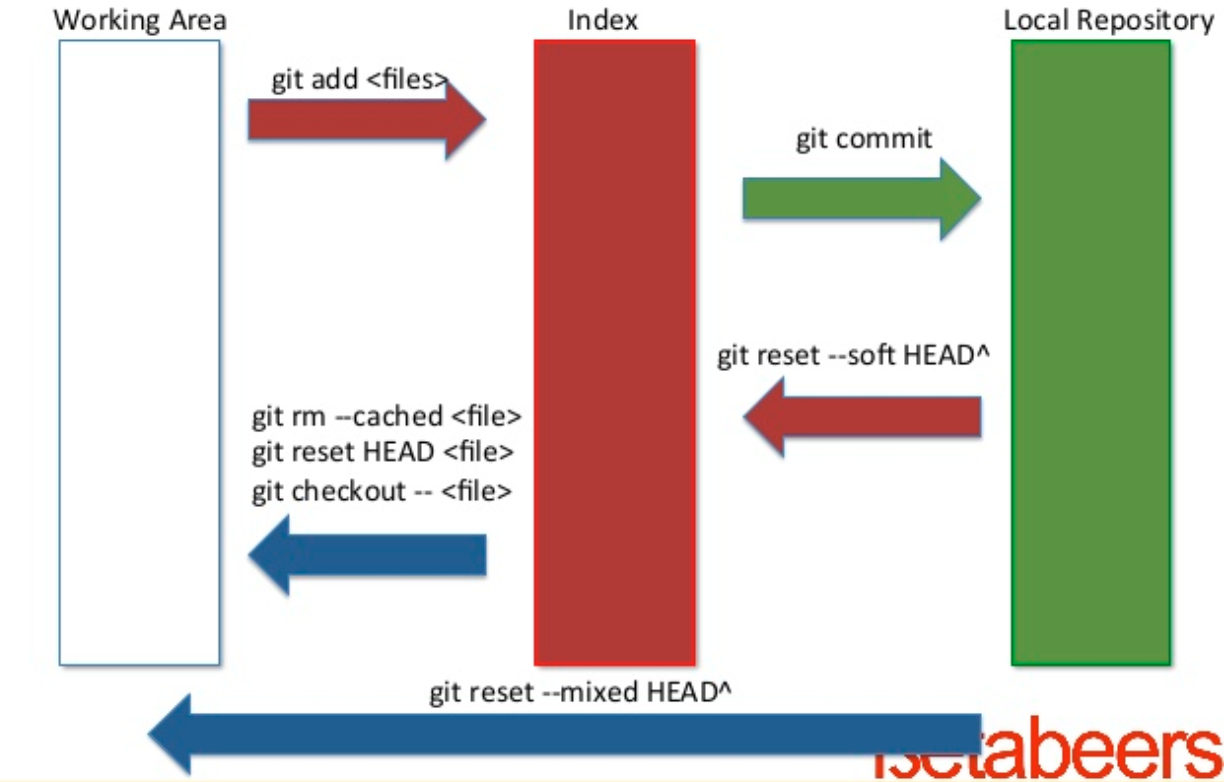 Working Area
Index
Local Repository
git add <files>
git commit
git reset --soft HEAD^
git rm --cached <file>
git reset HEAD <file>
git checkout -- <file>
git reset --mixed HEAD^